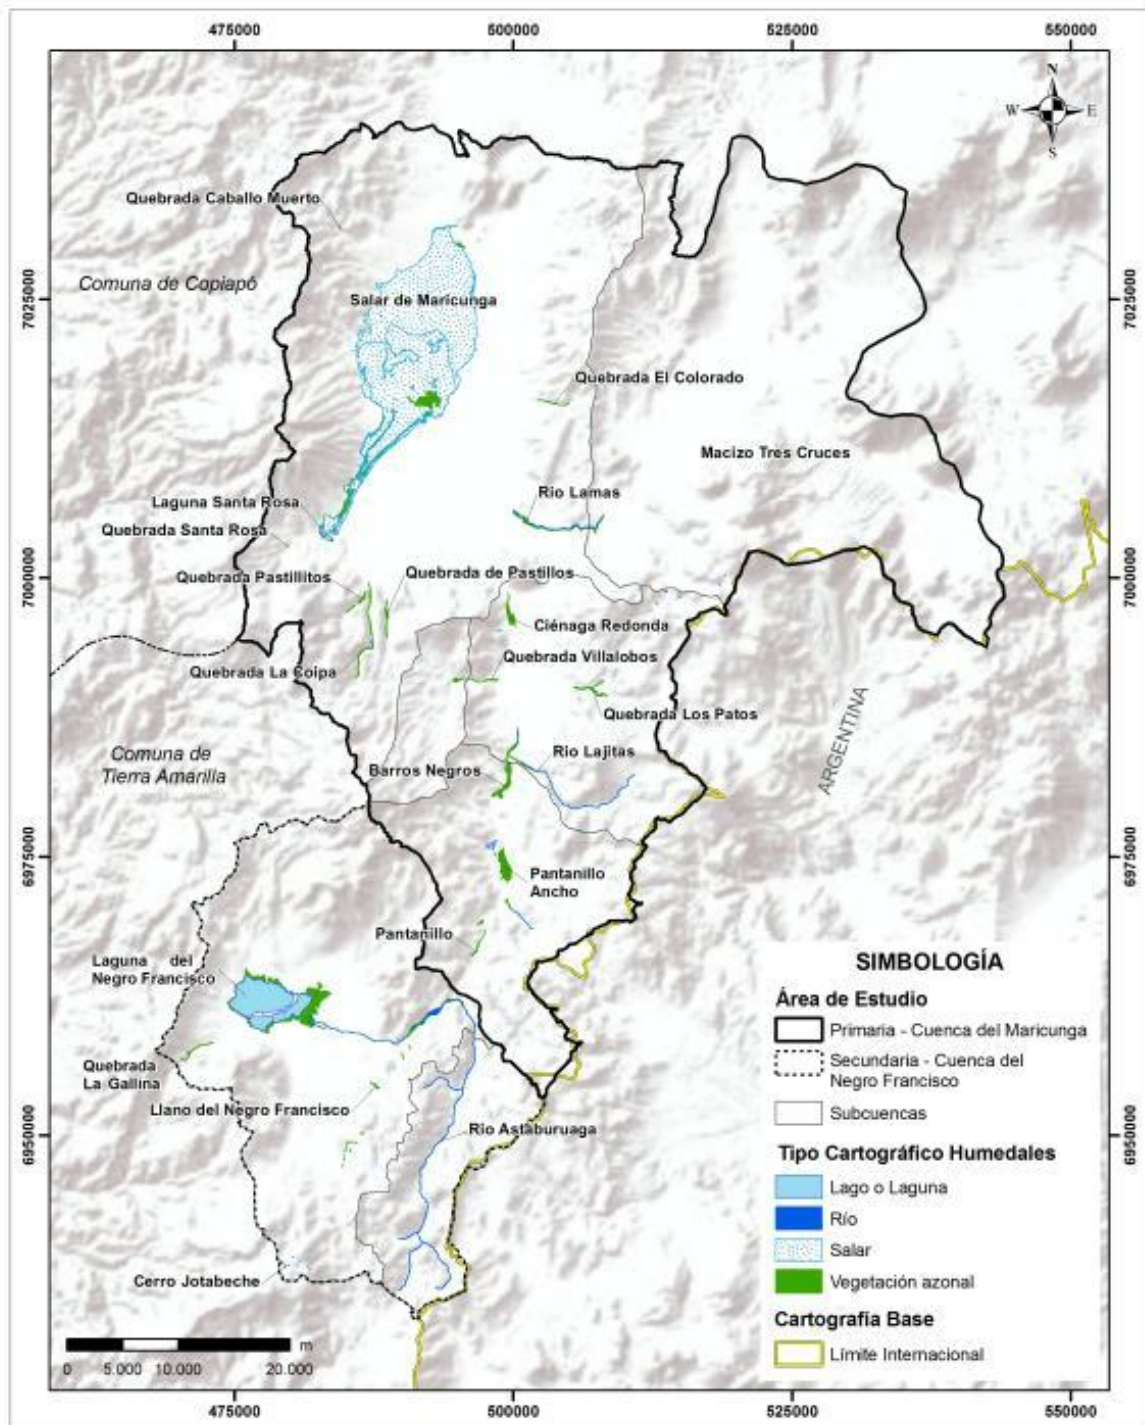 475000
500000
525000
550000
N
W
E
S
Quebrada Caballo Muerto
Comuna de Copiapó
7025000
7025000
Salar de Maricunga
Quebrada El Colorado
Macizo Tres Cruces
Rio Lamas
Laguna Santa Rosa
Quebrada Santa Rosa
7000000
7000000
Quebrada Pastillitos
Quebrada de Pastillos
Ciénaga Redonda
Quebrada Villalobos
Quebrada La Coipa
Quebrada Los Patos
ARGENTINA
Comuna de
Tierra Amarilla
Rio Lajitas
Barros Negros
6975000
6975000
Pantanillo
Ancho
Pantanillo
Laguna del
Negro Francisco
Quebrada
La Gallina
Llano del Negro Francisco
Rio Astaburuaga
6950000
6950000
Cerro Jotabeche
SIMBOLOGÍA
Área de Estudio
Primaria - Cuenca del Maricunga
Secundaria - Cuenca del
Negro Francisco
Subcuencas
Tipo Cartográfico Humedales
Lago o Laguna
Río
Salar
Vegetación azonal
Cartografía Base
Límite Internacional
m
0
5.000
10.000
20.000
475000
500000
525000
550000